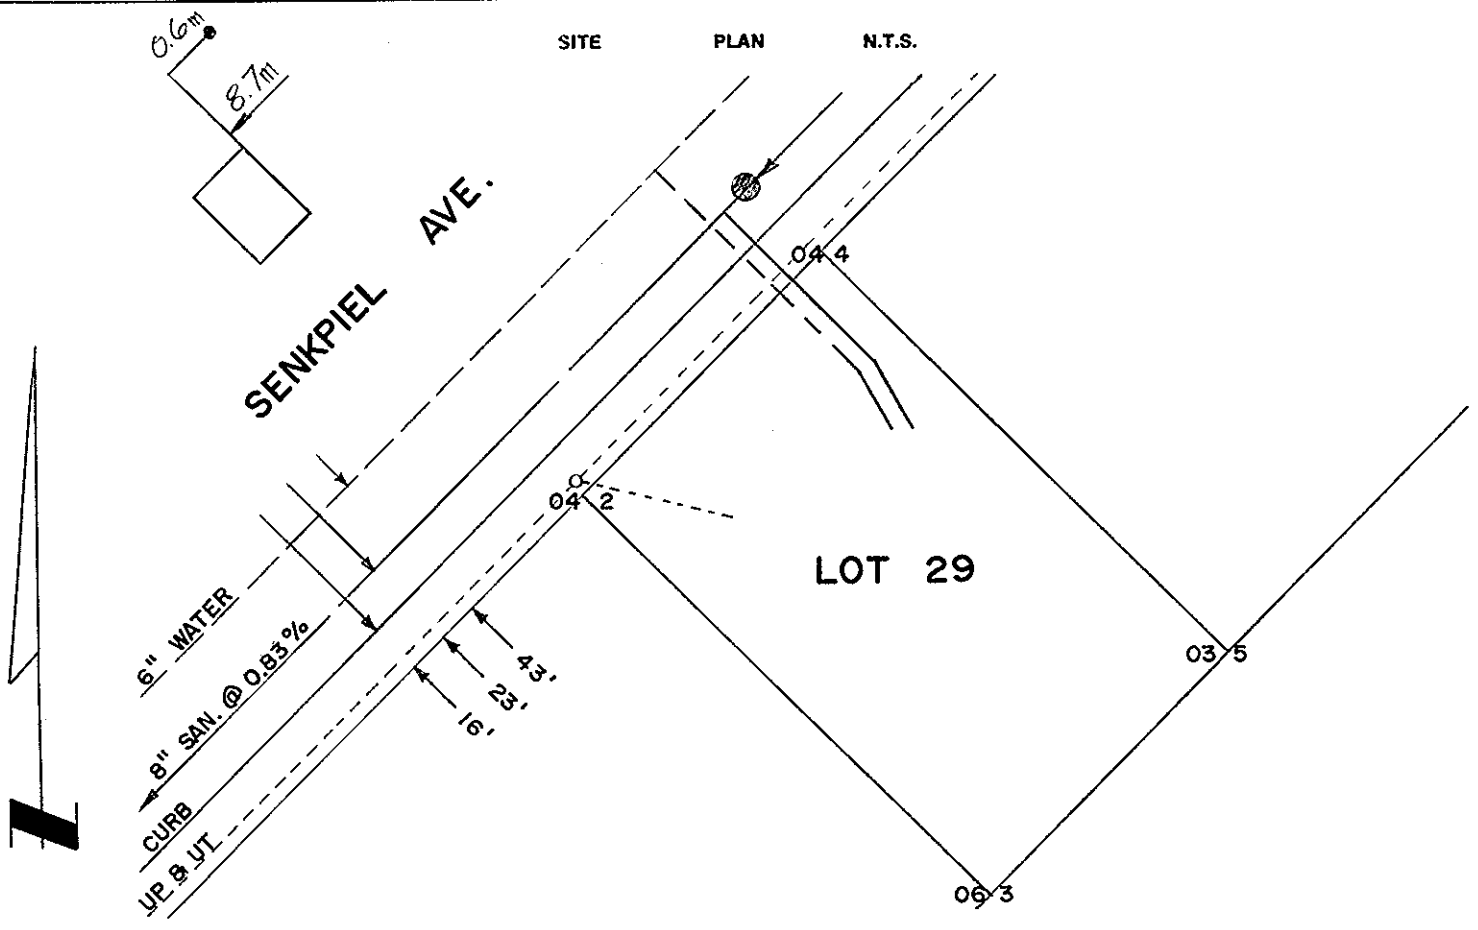 SITE PLAN N.T.S.
0.6m
8.7m
SENKPIEL AVE.
04 4
04 2
LOT 29
6" WATER
8" SAN. @ 0.83%
CURB
UP & UT
43'
23'
16'
03 5
06 3